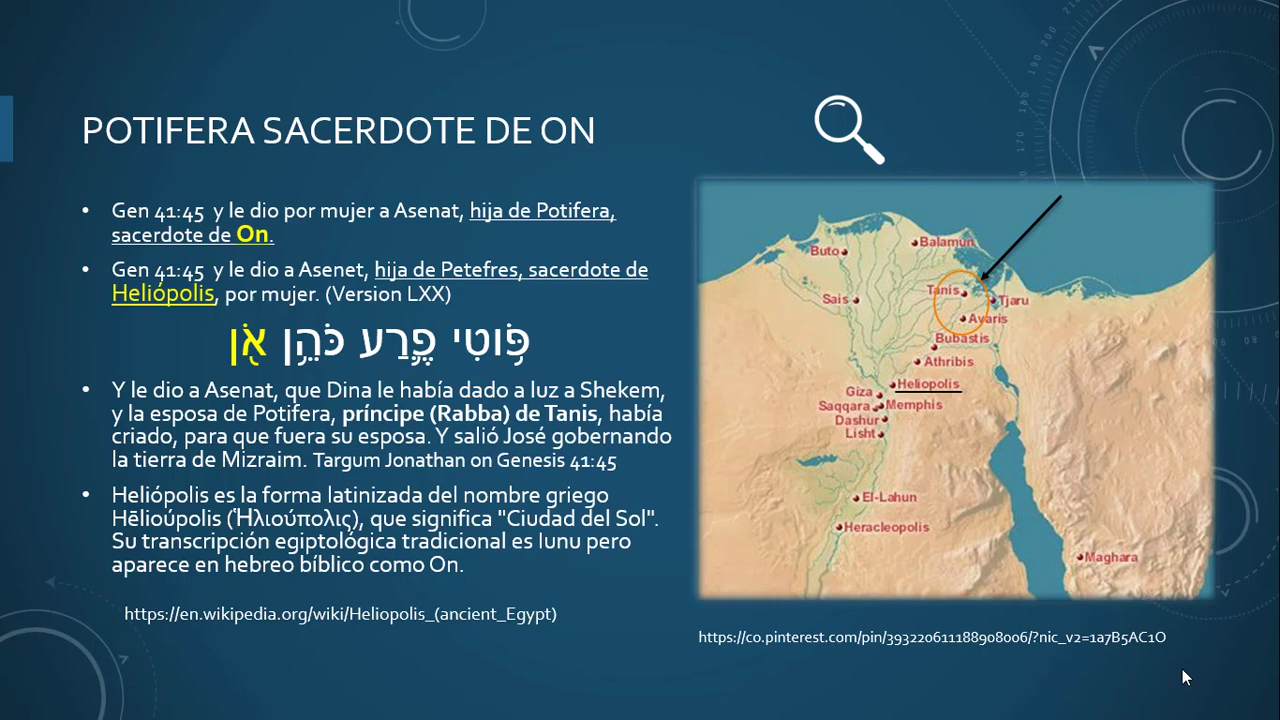 POTIFERA SACERDOTE DE ON
• Gen 41:45 y le dio por mujer a Asenat, hija de Potifera,
sacerdote de On.
• Gen 41:45 y le dio a Asenet, hija de Petefres, sacerdote de
Heliópolis, por mujer. (Version LXX)
פּ֥וֹטִי פֶ֛רַע כֹּהֵ֥ן אֹ֖ן
• Y le dio a Asenat, que Dina le había dado a luz a Shekem,
y la esposa de Potifera, príncipe (Rabba) de Tanis, había
criado, para que fuera su esposa. Y salió José gobernando
la tierra de Mizraim. Targum Jonathan on Genesis 41:45
• Heliópolis es la forma latinizada del nombre griego
Hēlioúpolis (Ἡλιούπολις), que significa "Ciudad del Sol".
Su transcripción egiptológica tradicional es Iunu pero
aparece en hebreo bíblico como On.
https://en.wikipedia.org/wiki/Heliopolis_(ancient_Egypt)
Balamun
Buto
Tanis
Sais
Tjaru
Avaris
Bubastis
Athribis
Heliopolis
Giza
Saqqara
Memphis
Dashur
Lisht
El-Lahun
Heracleopolis
Maghara
https://co.pinterest.com/pin/393220611188908006/?nic_v2=1a7B5AC1O
210
200
190
170